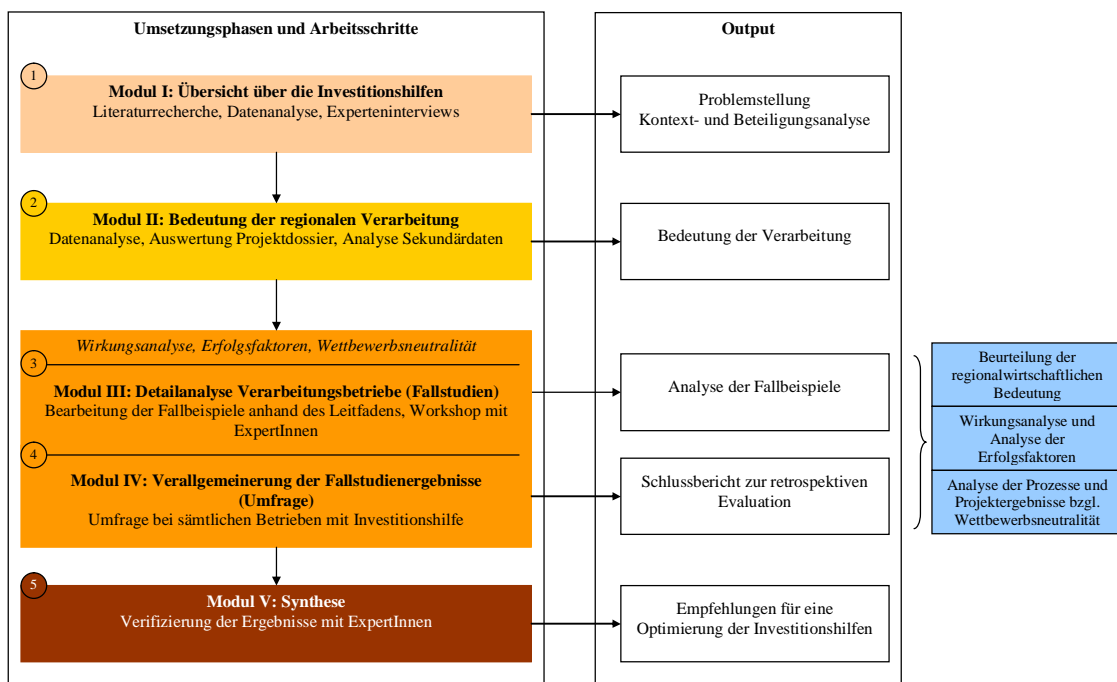 Umsetzungsphasen und Arbeitsschritte
Output
1
Modul I: Übersicht über die Investitionshilfen
Literaturrecherche, Datenanalyse, Experteninterviews
Problemstellung
Kontext- und Beteiligungsanalyse
2
Modul II: Bedeutung der regionalen Verarbeitung
Datenanalyse, Auswertung Projektdossier, Analyse Sekundärdaten
Bedeutung der Verarbeitung
Wirkungsanalyse, Erfolgsfaktoren, Wettbewerbsneutralität
3
Modul III: Detailanalyse Verarbeitungsbetriebe (Fallstudien)
Bearbeitung der Fallbeispiele anhand des Leitfadens, Workshop mit
ExpertInnen
Analyse der Fallbeispiele
4
Modul IV: Verallgemeinerung der Fallstudienergebnisse
(Umfrage)
Umfrage bei sämtlichen Betrieben mit Investitionshilfe
Schlussbericht zur retrospektiven
Evaluation
Beurteilung der
regionalwirtschaftlichen
Bedeutung
Wirkungsanalyse und
Analyse der
Erfolgsfaktoren
Analyse der Prozesse und
Projektergebnisse bzgl.
Wettbewerbsneutralität
5
Modul V: Synthese
Verifizierung der Ergebnisse mit ExpertInnen
Empfehlungen für eine
Optimierung der Investitionshilfen